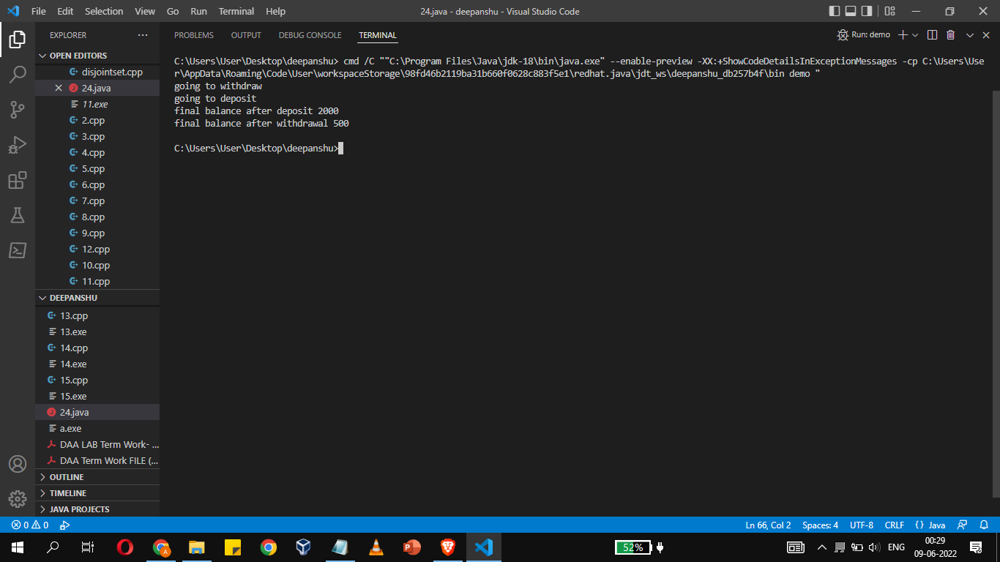 File Edit Selection View Go Run Terminal Help
24.java - deepanshu - Visual Studio Code
EXPLORER
OPEN EDITORS
disjointset.cpp
24.java
11.exe
2.cpp
3.cpp
4.cpp
5.cpp
6.cpp
7.cpp
8.cpp
9.cpp
12.cpp
10.cpp
11.cpp
DEEPANSHU
13.cpp
13.exe
14.cpp
14.exe
15.cpp
15.exe
24.java
a.exe
DAA LAB Term Work- ...
DAA Term Work FILE (...
OUTLINE
TIMELINE
JAVA PROJECTS
PROBLEMS OUTPUT DEBUG CONSOLE TERMINAL
Run: demo
C:\Users\User\Desktop\deepanshu> cmd /C ""C:\Program Files\Java\jdk-18\bin\java.exe" --enable-preview -XX:+ShowCodeDetailsInExceptionMessages -cp C:\Users\Use
r\AppData\Roaming\Code\User\workspaceStorage\98fd46b2119ba31b660f0628c883f5e1\redhat.java\jdt_ws\deepanshu_db257b4f\bin demo "
going to withdraw
going to deposit
final balance after deposit 2000
final balance after withdrawal 500
C:\Users\User\Desktop\deepanshu>
0 0
Ln 66, Col 2 Spaces: 4 UTF-8 CRLF {} Java
52%
ENG
00:29
09-06-2022